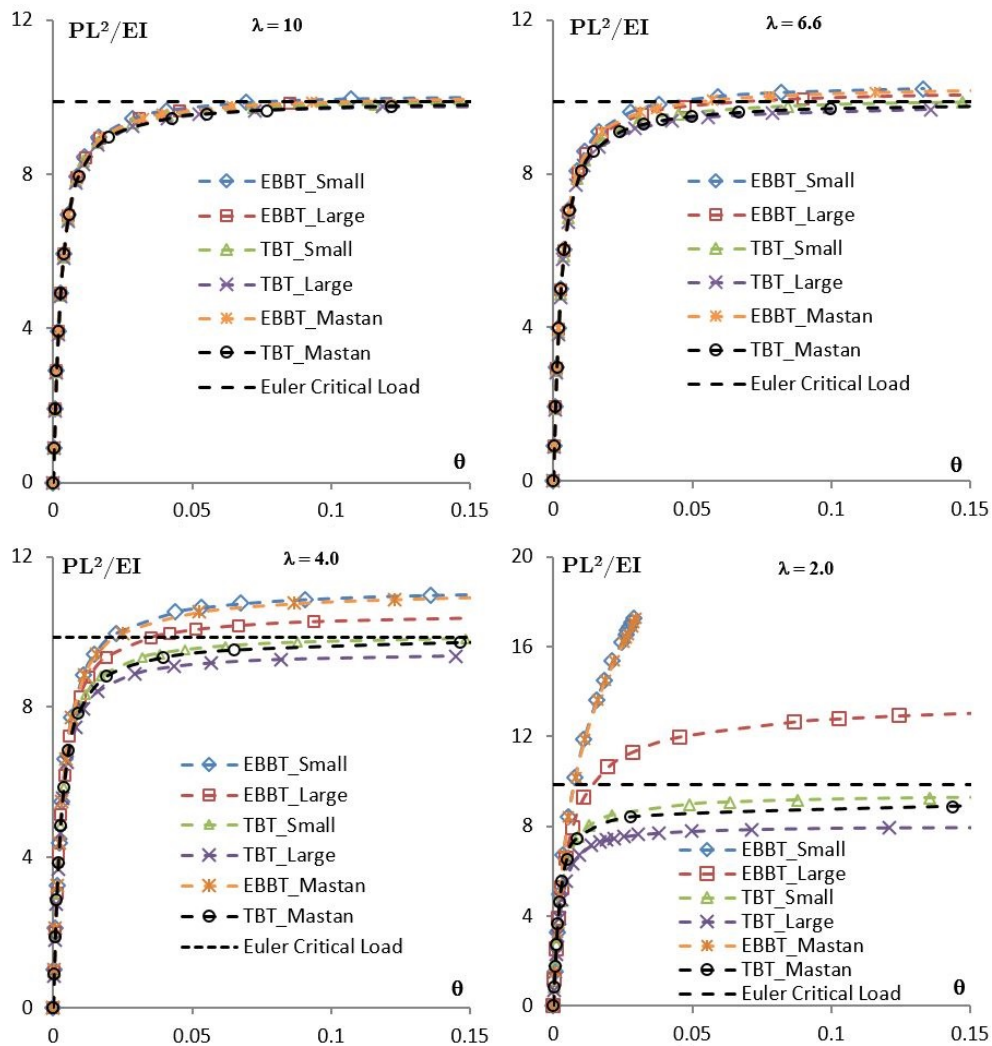 12
PL²/EI
λ = 10
8
EBBT_Small
EBBT_Large
TBT_Small
TBT_Large
4
EBBT_Mastan
TBT_Mastan
Euler Critical Load
θ
0
0
0.05
0.1
0.15
12
PL²/EI
λ = 6.6
8
EBBT_Small
EBBT_Large
TBT_Small
TBT_Large
4
EBBT_Mastan
TBT_Mastan
Euler Critical Load
θ
0
0
0.05
0.1
0.15
12
PL²/EI
λ = 4.0
8
EBBT_Small
EBBT_Large
TBT_Small
4
TBT_Large
EBBT_Mastan
TBT_Mastan
Euler Critical Load
θ
0
0
0.05
0.1
0.15
20
PL²/EI
λ = 2.0
16
12
8
EBBT_Small
EBBT_Large
TBT_Small
4
TBT_Large
EBBT_Mastan
TBT_Mastan
Euler Critical Load
θ
0
0
0.05
0.1
0.15